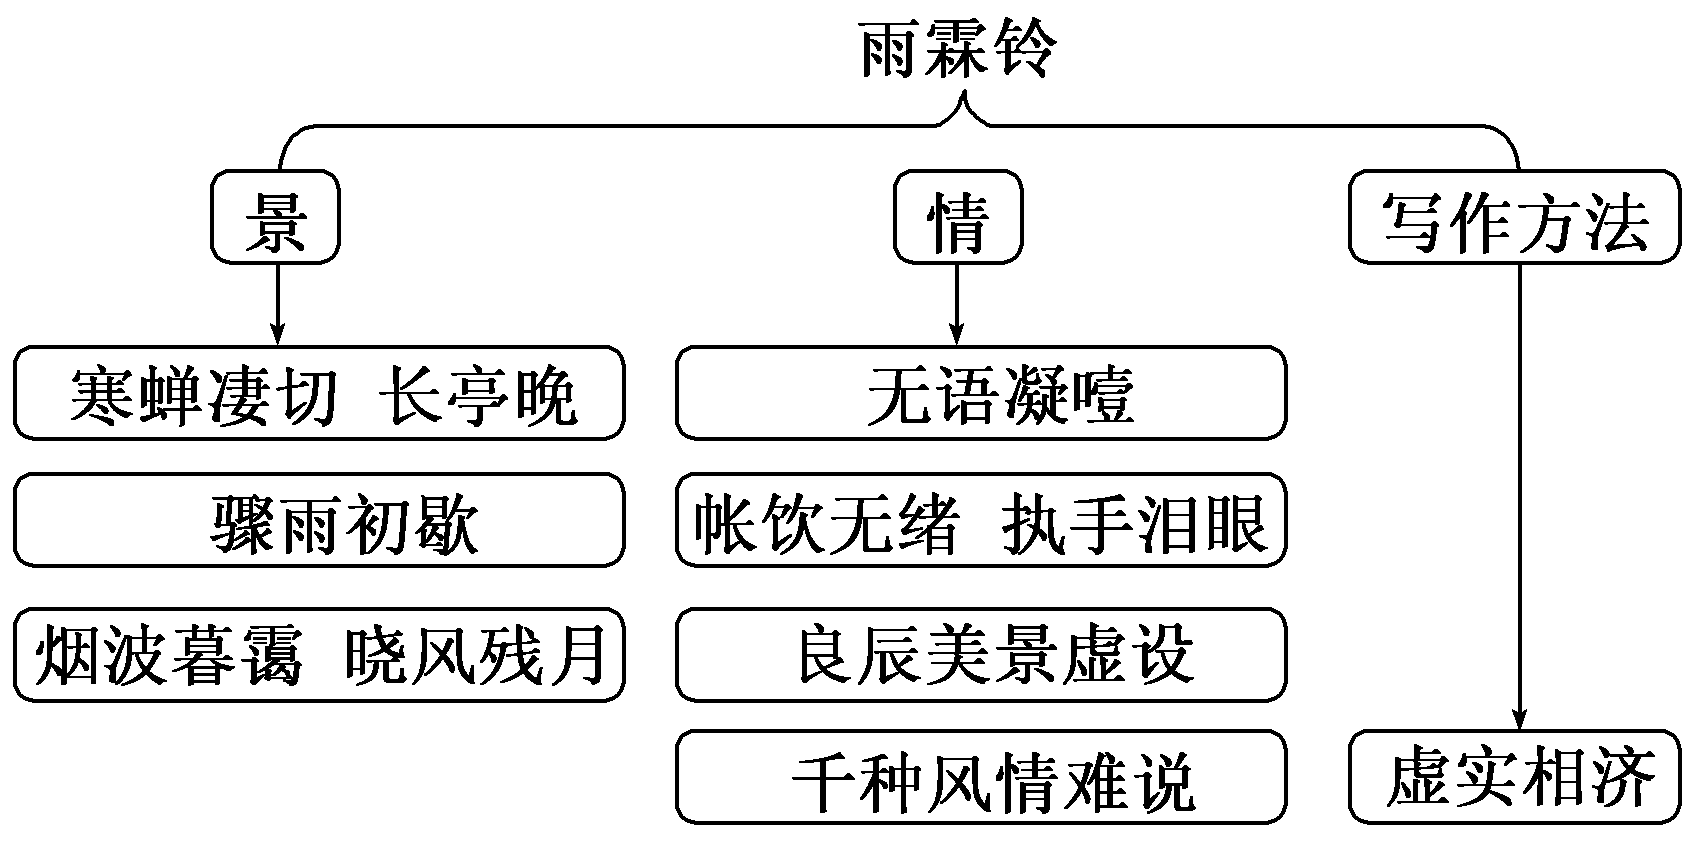 雨霖铃
景
情
写作方法
寒蝉凄切 长亭晚
无语凝噎
骤雨初歇
帐饮无绪 执手泪眼
烟波暮霭 晓风残月
良辰美景虚设
千种风情难说
虚实相济